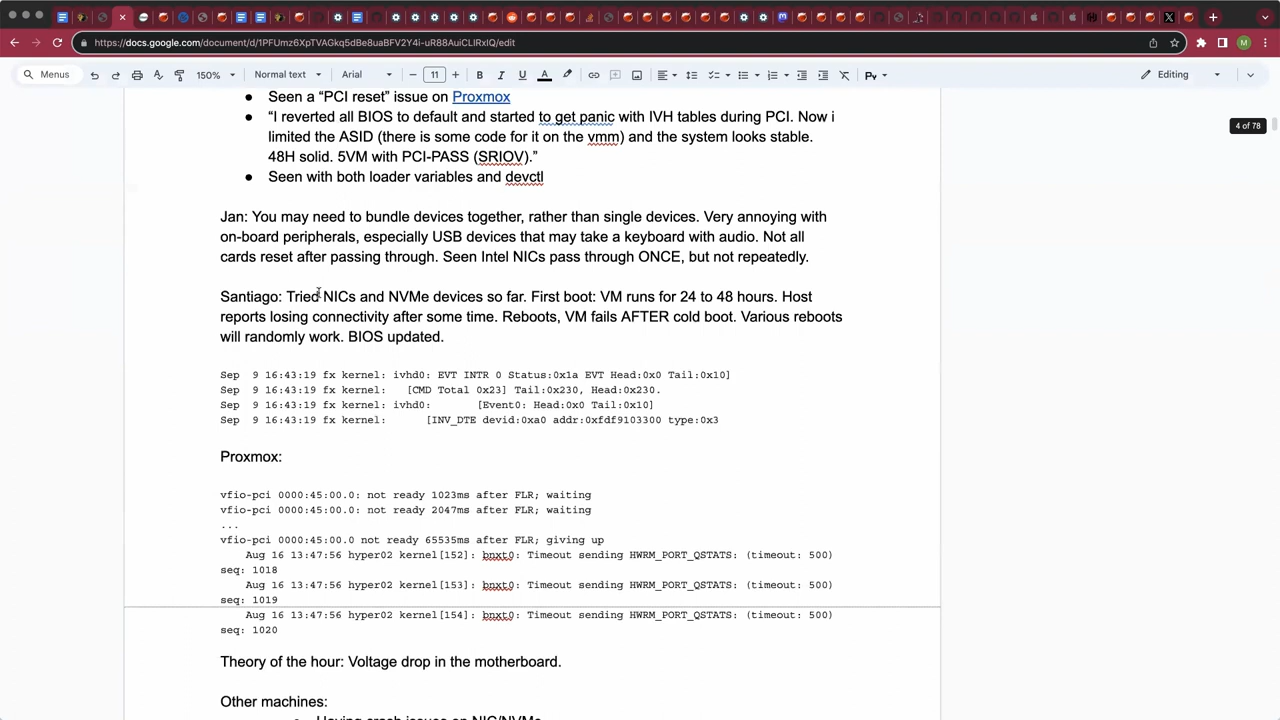 https://docs.google.com/document/d/1PFUmz6XpTVAGkq5dBe8uaBFV2Y4i-uR88AuiCLIRxIQ/edit
Menus 150% Normal text Arial 11 Editing
Seen a “PCI reset” issue on Proxmox
“I reverted all BIOS to default and started to get panic with IVH tables during PCI. Now i
limited the ASID (there is some code for it on the vmm) and the system looks stable.
48H solid. 5VM with PCI-PASS (SRIOV).”
Seen with both loader variables and devctl
4 of 78
Jan: You may need to bundle devices together, rather than single devices. Very annoying with
on-board peripherals, especially USB devices that may take a keyboard with audio. Not all
cards reset after passing through. Seen Intel NICs pass through ONCE, but not repeatedly.
Santiago: Tried NICs and NVMe devices so far. First boot: VM runs for 24 to 48 hours. Host
reports losing connectivity after some time. Reboots, VM fails AFTER cold boot. Various reboots
will randomly work. BIOS updated.
Sep 9 16:43:19 fx kernel: ivhd0: EVT INTR 0 Status:0x1a EVT Head:0x0 Tail:0x10]
Sep 9 16:43:19 fx kernel: [CMD Total 0x23] Tail:0x230, Head:0x230.
Sep 9 16:43:19 fx kernel: ivhd0: [Event0: Head:0x0 Tail:0x10]
Sep 9 16:43:19 fx kernel: [INV_DTE devid:0xa0 addr:0xfdf9103300 type:0x3
Proxmox:
vfio-pci 0000:45:00.0: not ready 1023ms after FLR; waiting
vfio-pci 0000:45:00.0: not ready 2047ms after FLR; waiting
...
vfio-pci 0000:45:00.0 not ready 65535ms after FLR; giving up
Aug 16 13:47:56 hyper02 kernel[152]: bnxt0: Timeout sending HWRM_PORT_QSTATS: (timeout: 500)
seq: 1018
Aug 16 13:47:56 hyper02 kernel[153]: bnxt0: Timeout sending HWRM_PORT_QSTATS: (timeout: 500)
seq: 1019
Aug 16 13:47:56 hyper02 kernel[154]: bnxt0: Timeout sending HWRM_PORT_QSTATS: (timeout: 500)
seq: 1020
Theory of the hour: Voltage drop in the motherboard.
Other machines:
Having crash issues on NIC/NVMe